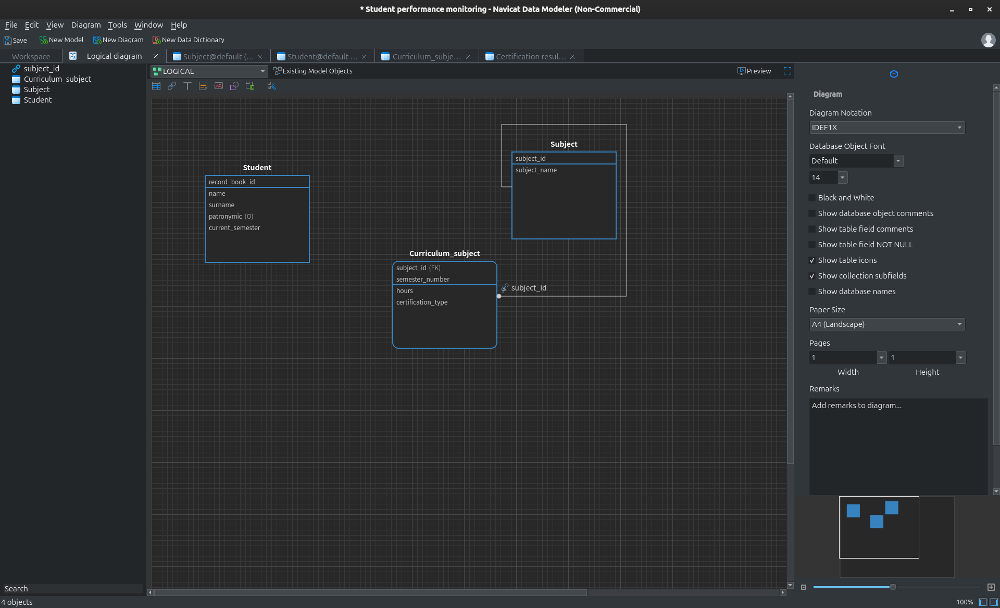 * Student performance monitoring - Navicat Data Modeler (Non-Commercial)
File Edit View Diagram Tools Window Help
Save New Model New Diagram New Data Dictionary
Workspace Logical diagram Subject@default (... Student@default ... Curriculum_subje... Certification resul...
subject_id
Curriculum_subject
Subject
Student
LOGICAL Existing Model Objects Preview
Student
record_book_id
name
surname
patronymic (O)
current_semester
Subject
subject_id
subject_name
Curriculum_subject
subject_id (FK)
semester_number
hours
certification_type
subject_id
Diagram
Diagram Notation
IDEF1X
Database Object Font
Default
14
Black and White
Show database object comments
Show table field comments
Show table field NOT NULL
Show table icons
Show collection subfields
Show database names
Paper Size
A4 (Landscape)
Pages
1 1
Width Height
Remarks
Add remarks to diagram...
Search
4 objects
100%